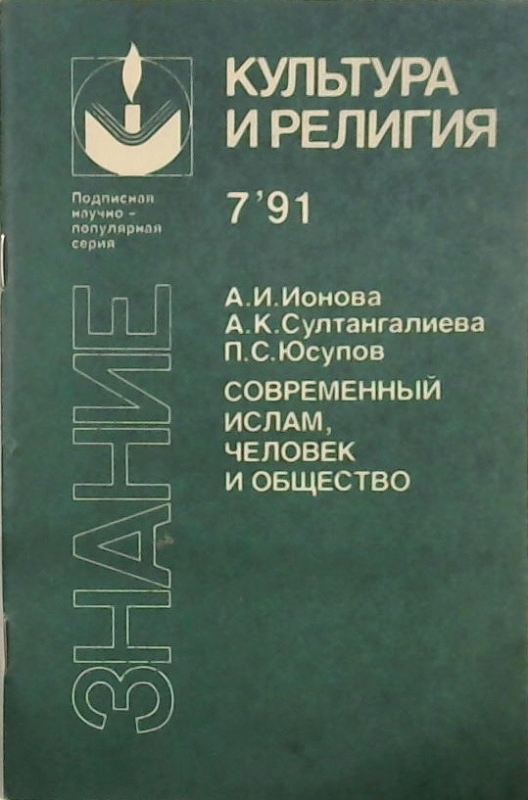 КУЛЬТУРА
И РЕЛИГИЯ
Подписная
научно-
популярная
серия
7'91
А.И.Ионова
А.К.Султангалиева
П.С.Юсупов
СОВРЕМЕННЫЙ
ИСЛАМ,
ЧЕЛОВЕК
И ОБЩЕСТВО
ЗНАНИЕ